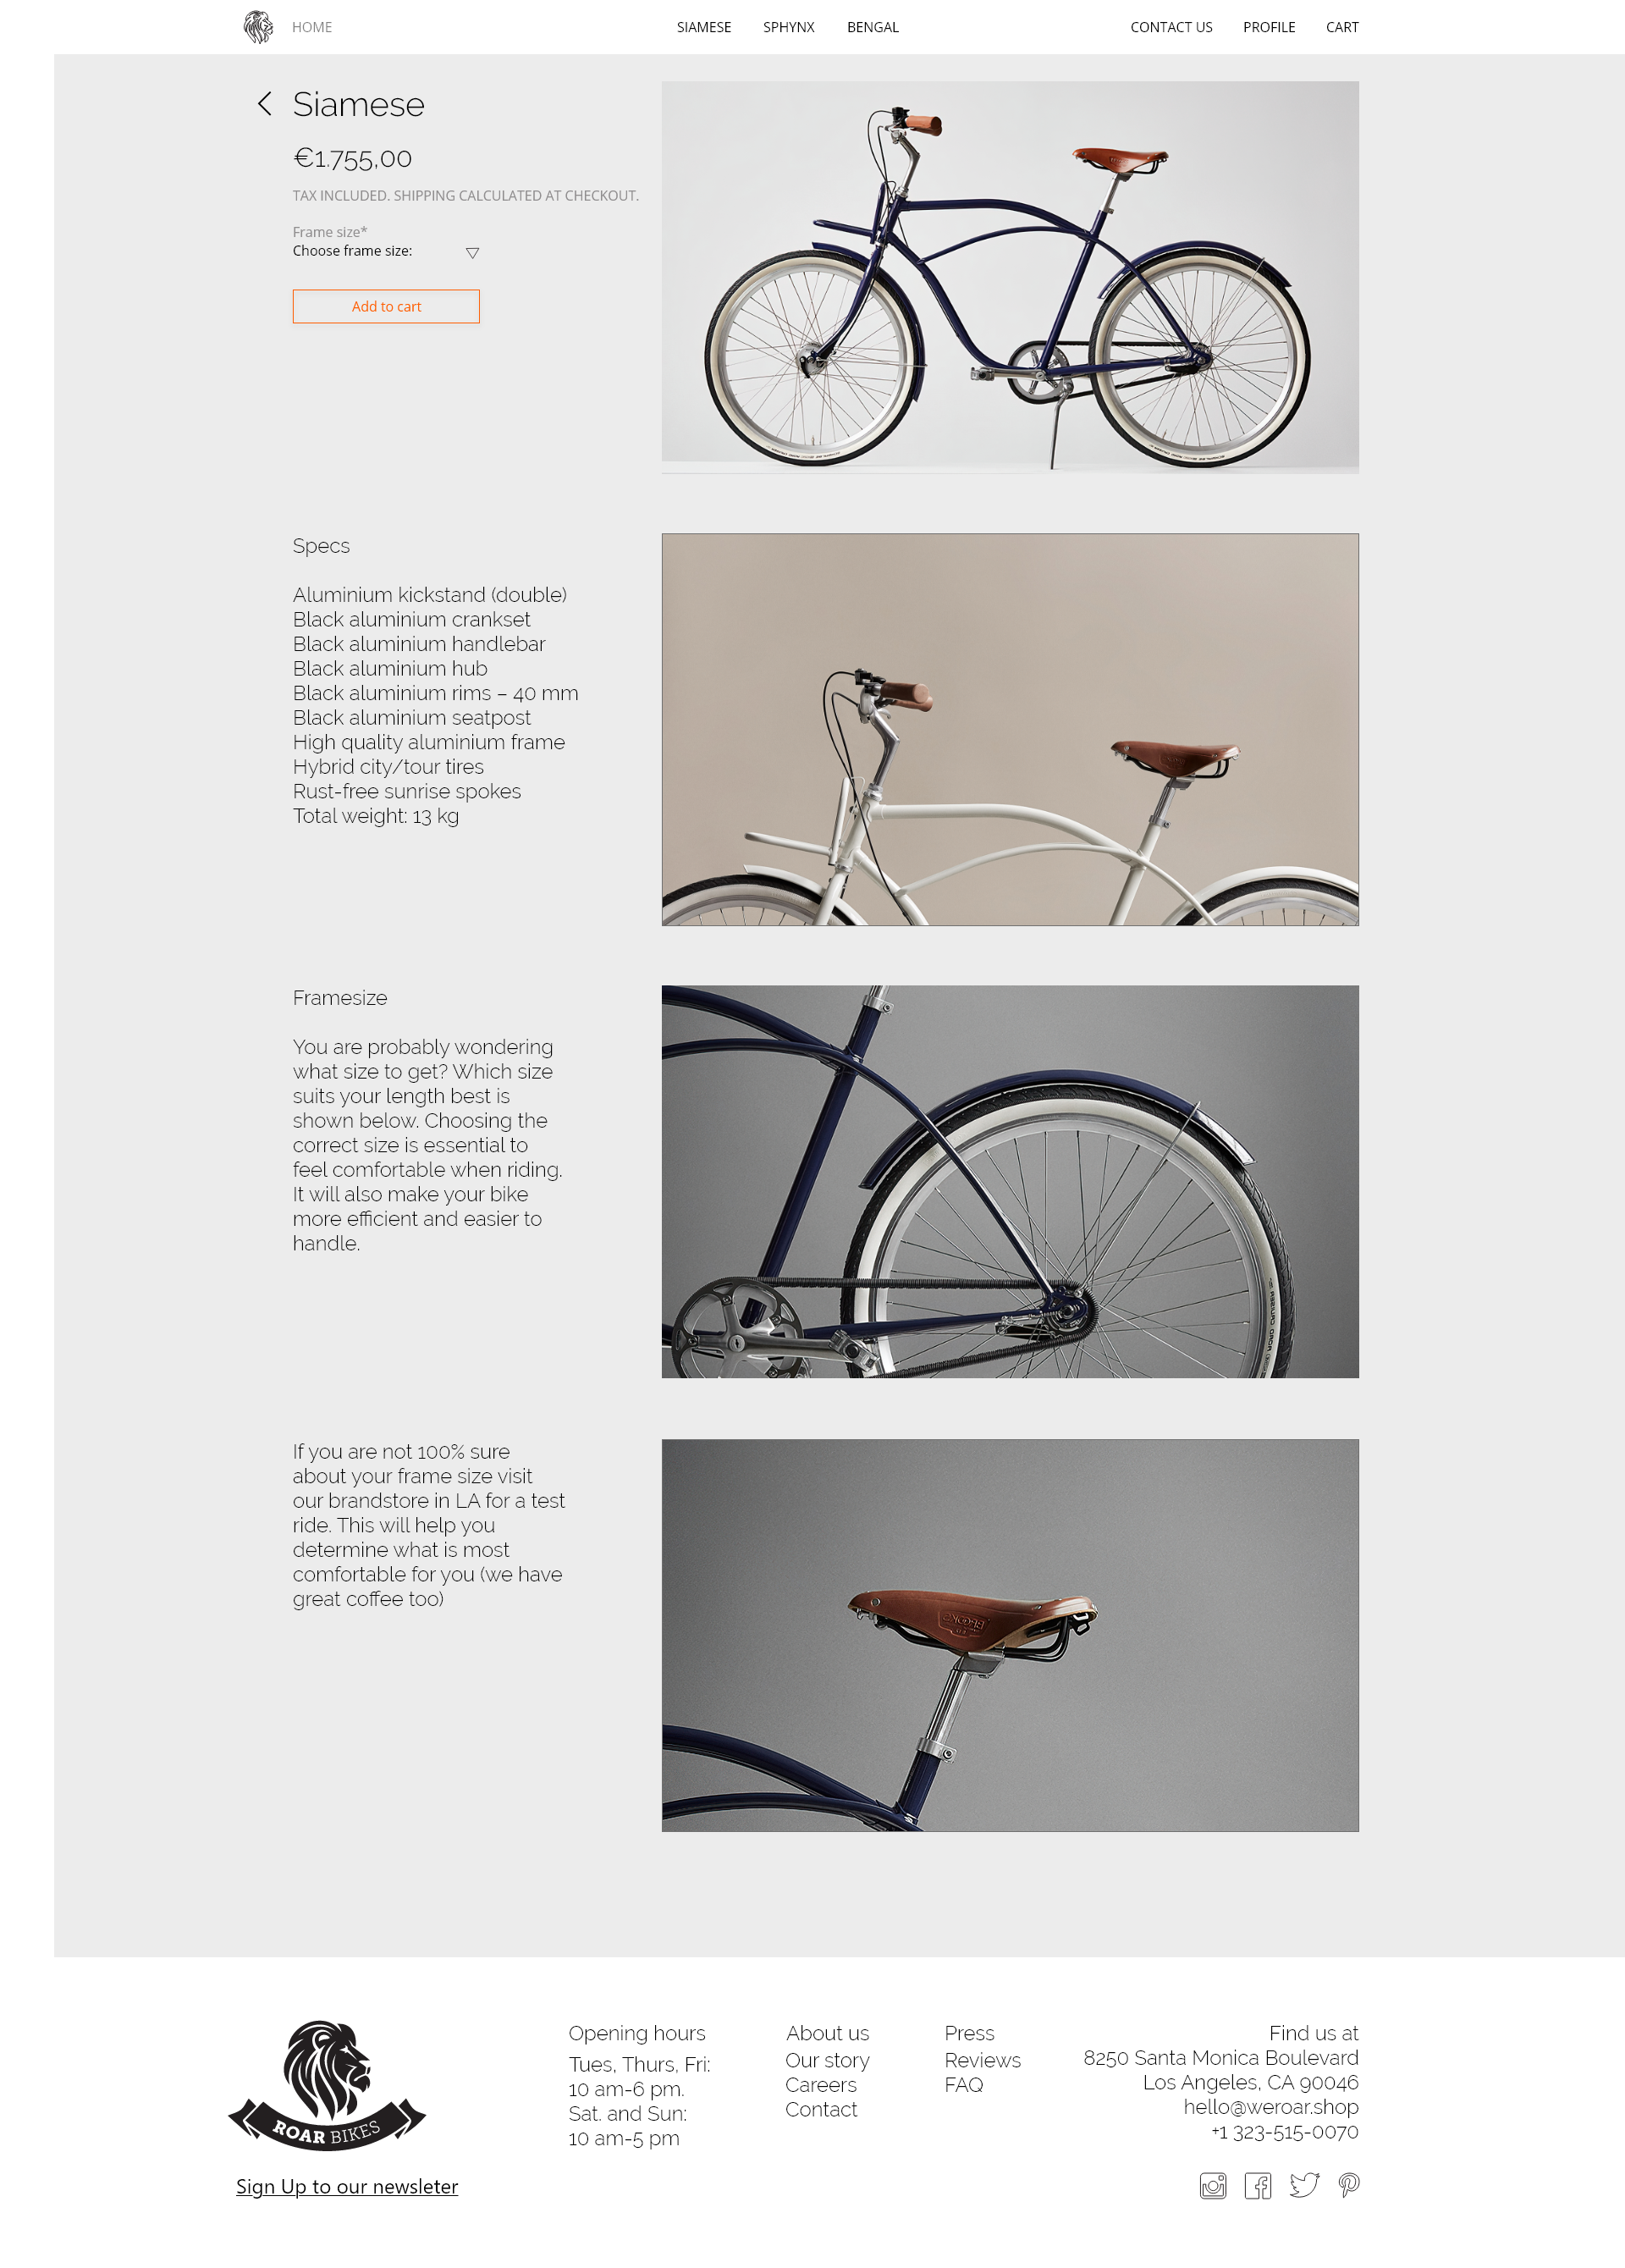 HOME
SIAMESE SPHYNX BENGAL
CONTACT US PROFILE CART
Siamese
€1.755,00
TAX INCLUDED. SHIPPING CALCULATED AT CHECKOUT.
Frame size*
Choose frame size:
Add to cart
Specs
Aluminium kickstand (double)
Black aluminium crankset
Black aluminium handlebar
Black aluminium hub
Black aluminium rims – 40 mm
Black aluminium seatpost
High quality aluminium frame
Hybrid city/tour tires
Rust-free sunrise spokes
Total weight: 13 kg
Framesize
You are probably wondering
what size to get? Which size
suits your length best is
shown below. Choosing the
correct size is essential to
feel comfortable when riding.
It will also make your bike
more efficient and easier to
handle.
If you are not 100% sure
about your frame size visit
our brandstore in LA for a test
ride. This will help you
determine what is most
comfortable for you (we have
great coffee too)
ROAR BIKES
Sign Up to our newsleter
Opening hours
Tues, Thurs, Fri:
10 am-6 pm.
Sat. and Sun:
10 am-5 pm
About us
Our story
Careers
Contact
Press
Reviews
FAQ
Find us at
8250 Santa Monica Boulevard
Los Angeles, CA 90046
hello@weroar.shop
+1 323-515-0070